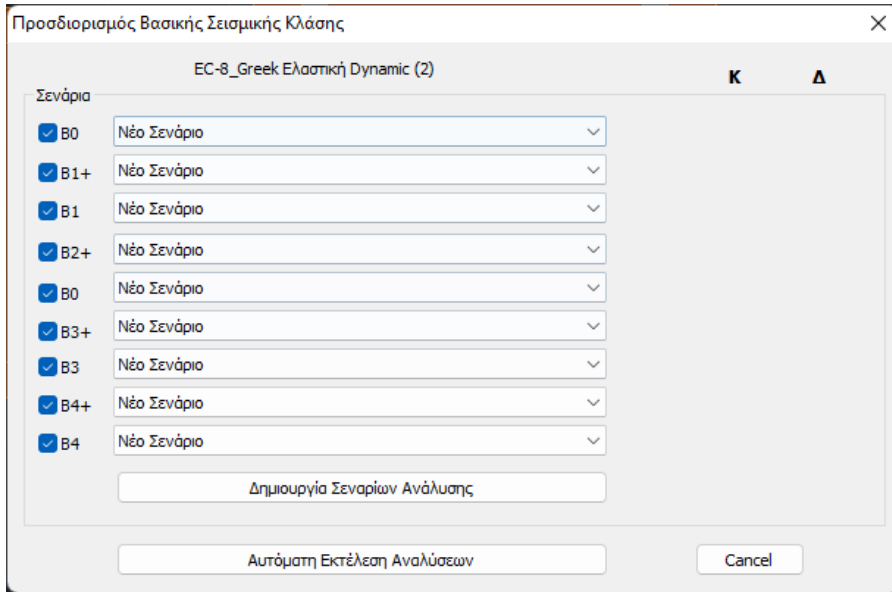 Προσδιορισμός Βασικής Σεισμικής Κλάσης
EC-8_Greek Ελαστική Dynamic (2)
Κ Δ
Σενάρια
B0 Νέο Σενάριο
B1+ Νέο Σενάριο
B1 Νέο Σενάριο
B2+ Νέο Σενάριο
B0 Νέο Σενάριο
B3+ Νέο Σενάριο
B3 Νέο Σενάριο
B4+ Νέο Σενάριο
B4 Νέο Σενάριο
Δημιουργία Σεναρίων Ανάλυσης
Αυτόματη Εκτέλεση Αναλύσεων Cancel